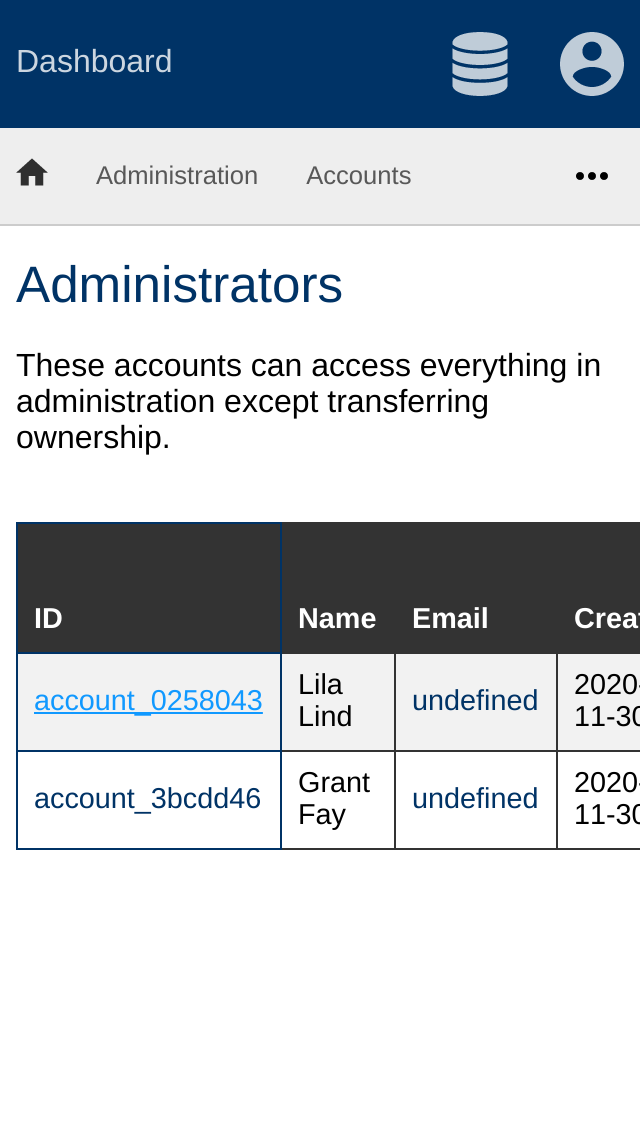 Dashboard
Administration Accounts
Administrators
These accounts can access everything in
administration except transferring
ownership.
ID Name Email Creat
account_0258043 Lila Lind undefined 2020-11-30
account_3bcdd46 Grant Fay undefined 2020-11-30